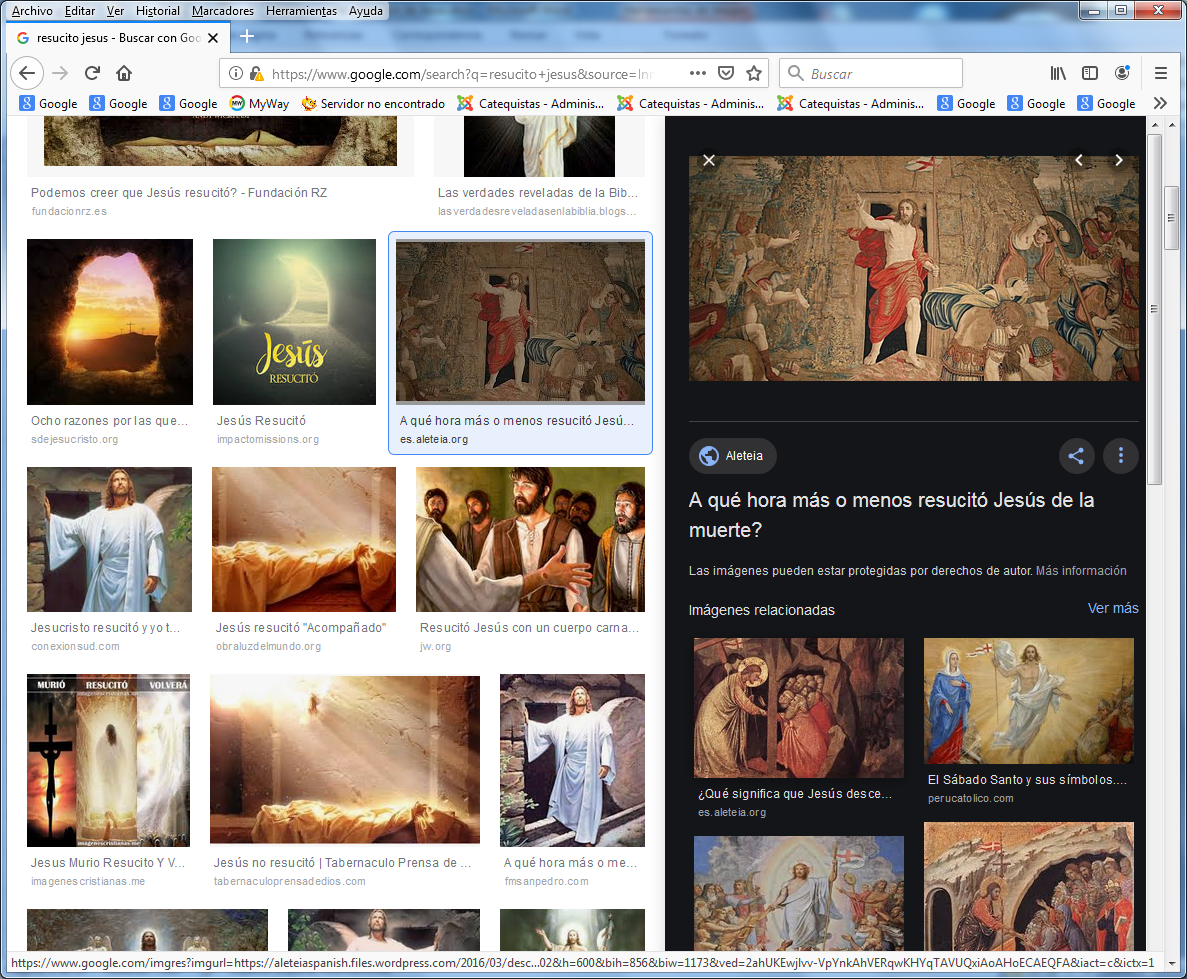 Archivo Editar Ver Historial Marcadores Herramientas Ayuda
resucito jesus - Buscar con Goo
https://www.google.com/search?q=resucito+jesus&source=lnr
Buscar
Google Google Google MyWay Servidor no encontrado Catequistas - Adminis... Catequistas - Adminis... Catequistas - Adminis... Google Google Google
Podemos creer que Jesús resucitó? - Fundación RZ
fundacionrz.es
Las verdades reveladas de la Bib...
lasverdadesreveladasenlabiblia.blogs...
Jesús
RESUCITÓ
Ocho razones por las que...
sdejesucristo.org
Jesús Resucitó
impactomissions.org
A qué hora más o menos resucitó Jesú...
es.aleteia.org
Jesucristo resucitó y yo t...
conexionsud.com
Jesús resucitó "Acompañado"
obraluzdelmundo.org
Resucitó Jesús con un cuerpo carna...
jw.org
MURIÓ RESUCITÓ VOLVERÁ
imagenescristianas.me
imagenescristianas.me
Jesus Murio Resucito Y V...
imagenescristianas.me
Jesús no resucitó | Tabernaculo Prensa de ...
tabernaculoprensadedios.com
A qué hora más o me...
fmsanpedro.com
Aleteia
A qué hora más o menos resucitó Jesús de la
muerte?
Las imágenes pueden estar protegidas por derechos de autor. Más información
Imágenes relacionadas
Ver más
¿Qué significa que Jesús desce...
es.aleteia.org
El Sábado Santo y sus símbolos....
perucatolico.com
https://www.google.com/imgres?imgurl=https://aleteiaspanish.files.wordpress.com/2016/03/desc...02&h=600&bih=856&biw=1173&ved=2ahUKEwjlvv-VpYnkAhVERqwKHYqTAVUQxiAoAHoECAEQFA&iact=c&ictx=1